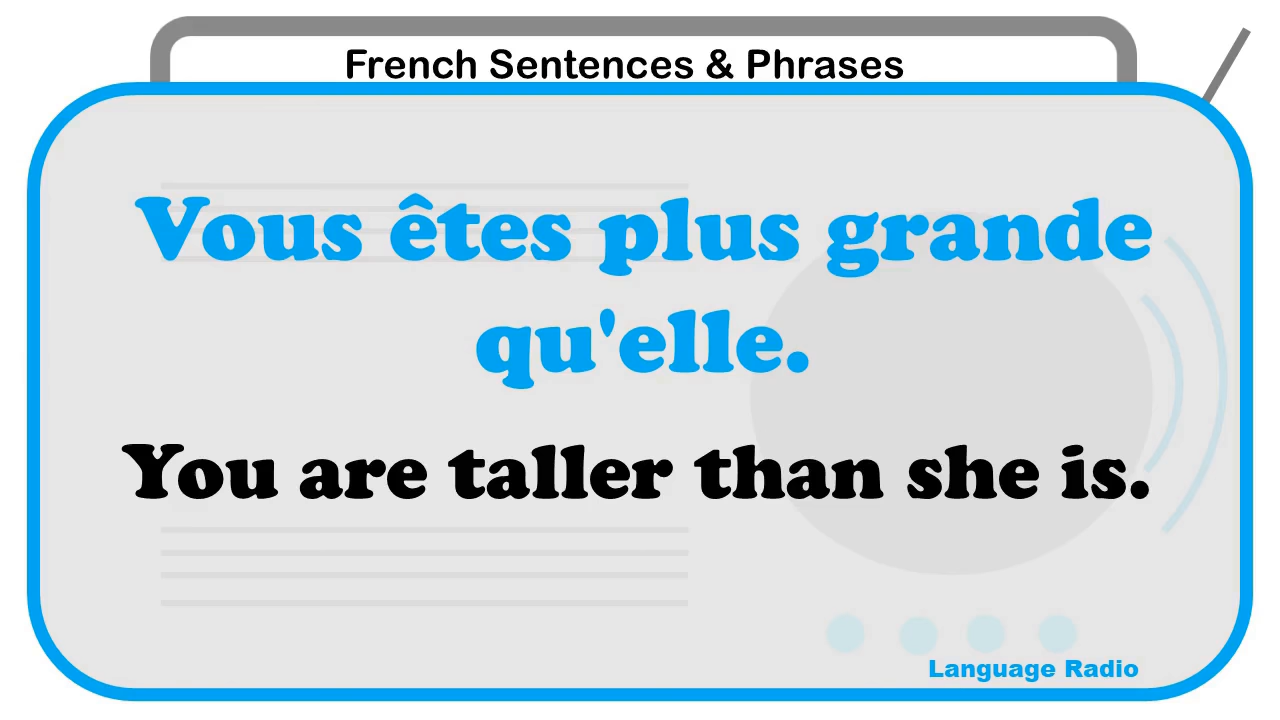 French Sentences & Phrases
Vous êtes plus grande
qu'elle.
You are taller than she is.
Language Radio